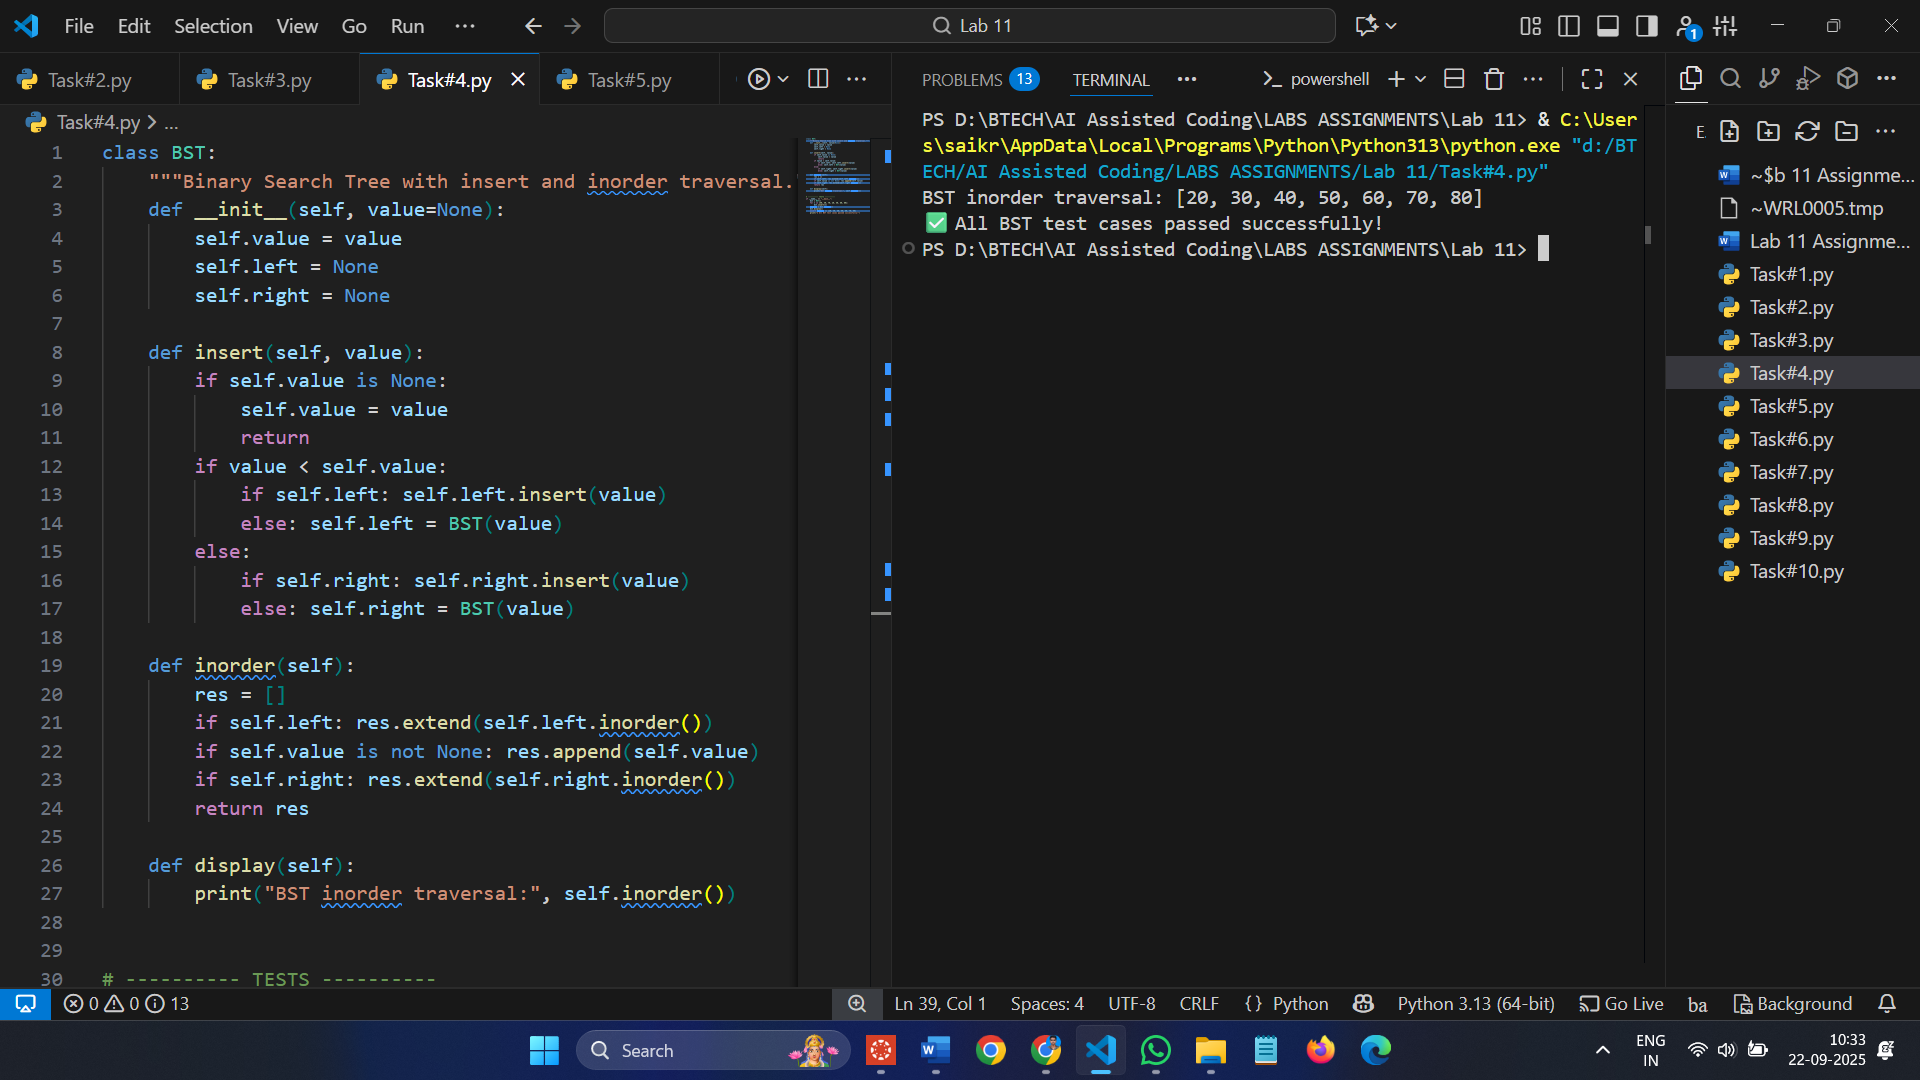 File Edit Selection View Go Run ... Lab 11 1
Task#2.py Task#3.py Task#4.py Task#5.py
Task#4.py > ...
1 class BST:
2 """Binary Search Tree with insert and inorder traversal.
3 def __init__(self, value=None):
4 self.value = value
5 self.left = None
6 self.right = None
7
8 def insert(self, value):
9 if self.value is None:
10 self.value = value
11 return
12 if value < self.value:
13 if self.left: self.left.insert(value)
14 else: self.left = BST(value)
15 else:
16 if self.right: self.right.insert(value)
17 else: self.right = BST(value)
18
19 def inorder(self):
20 res = []
21 if self.left: res.extend(self.left.inorder())
22 if self.value is not None: res.append(self.value)
23 if self.right: res.extend(self.right.inorder())
24 return res
25
26 def display(self):
27 print("BST inorder traversal:", self.inorder())
28
29
30 # ---------- TESTS ----------
PROBLEMS 13 TERMINAL ... powershell
PS D:\BTECH\AI Assisted Coding\LABS ASSIGNMENTS\Lab 11> & C:\User
s\saikr\AppData\Local\Programs\Python\Python313\python.exe "d:/BT
ECH/AI Assisted Coding/LABS ASSIGNMENTS/Lab 11/Task#4.py"
BST inorder traversal: [20, 30, 40, 50, 60, 70, 80]
✅ All BST test cases passed successfully!
PS D:\BTECH\AI Assisted Coding\LABS ASSIGNMENTS\Lab 11>
E
~$b 11 Assignme...
~WRL0005.tmp
Lab 11 Assignme...
Task#1.py
Task#2.py
Task#3.py
Task#4.py
Task#5.py
Task#6.py
Task#7.py
Task#8.py
Task#9.py
Task#10.py
0 0 13 Ln 39, Col 1 Spaces: 4 UTF-8 CRLF {} Python Python 3.13 (64-bit) Go Live ba Background
Search
ENG
IN
10:33
22-09-2025